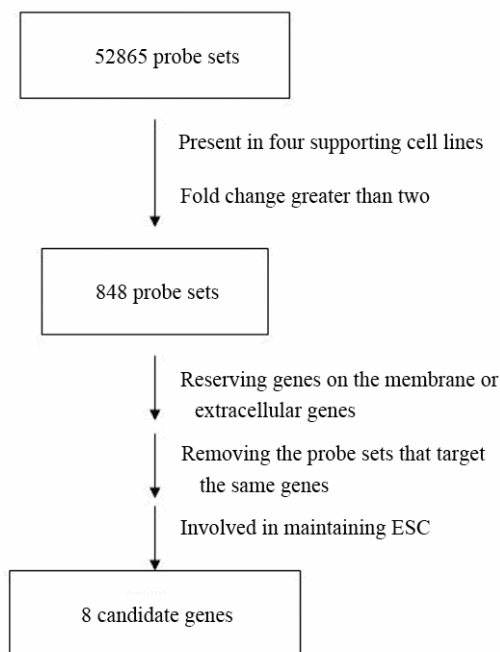 52865 probe sets
Present in four supporting cell lines
Fold change greater than two
848 probe sets
Reserving genes on the membrane or
extracellular genes
Removing the probe sets that target
the same genes
Involved in maintaining ESC
8 candidate genes